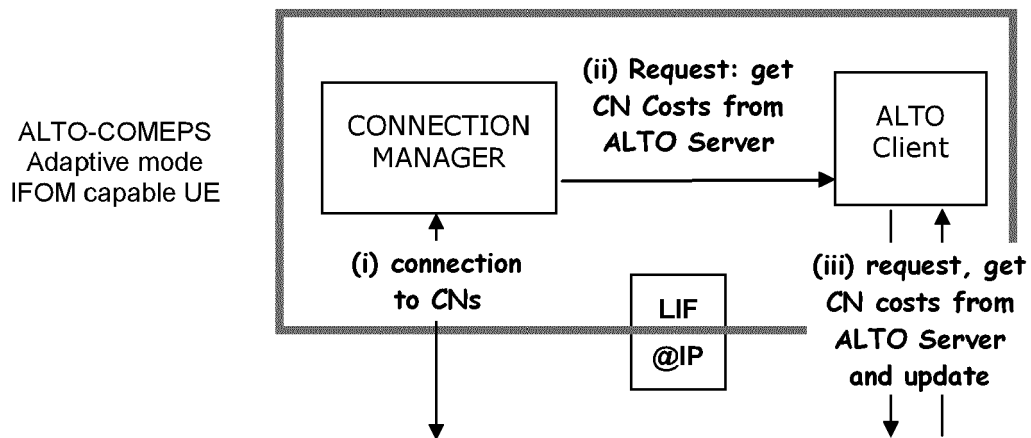 ALTO-COMEPS
Adaptive mode
IFOM capable UE
CONNECTION
MANAGER
(ii) Request: get
CN Costs from
ALTO Server
ALTO
Client
(i) connection
to CNs
LIF
@IP
(iii) request, get
CN costs from
ALTO Server
and update